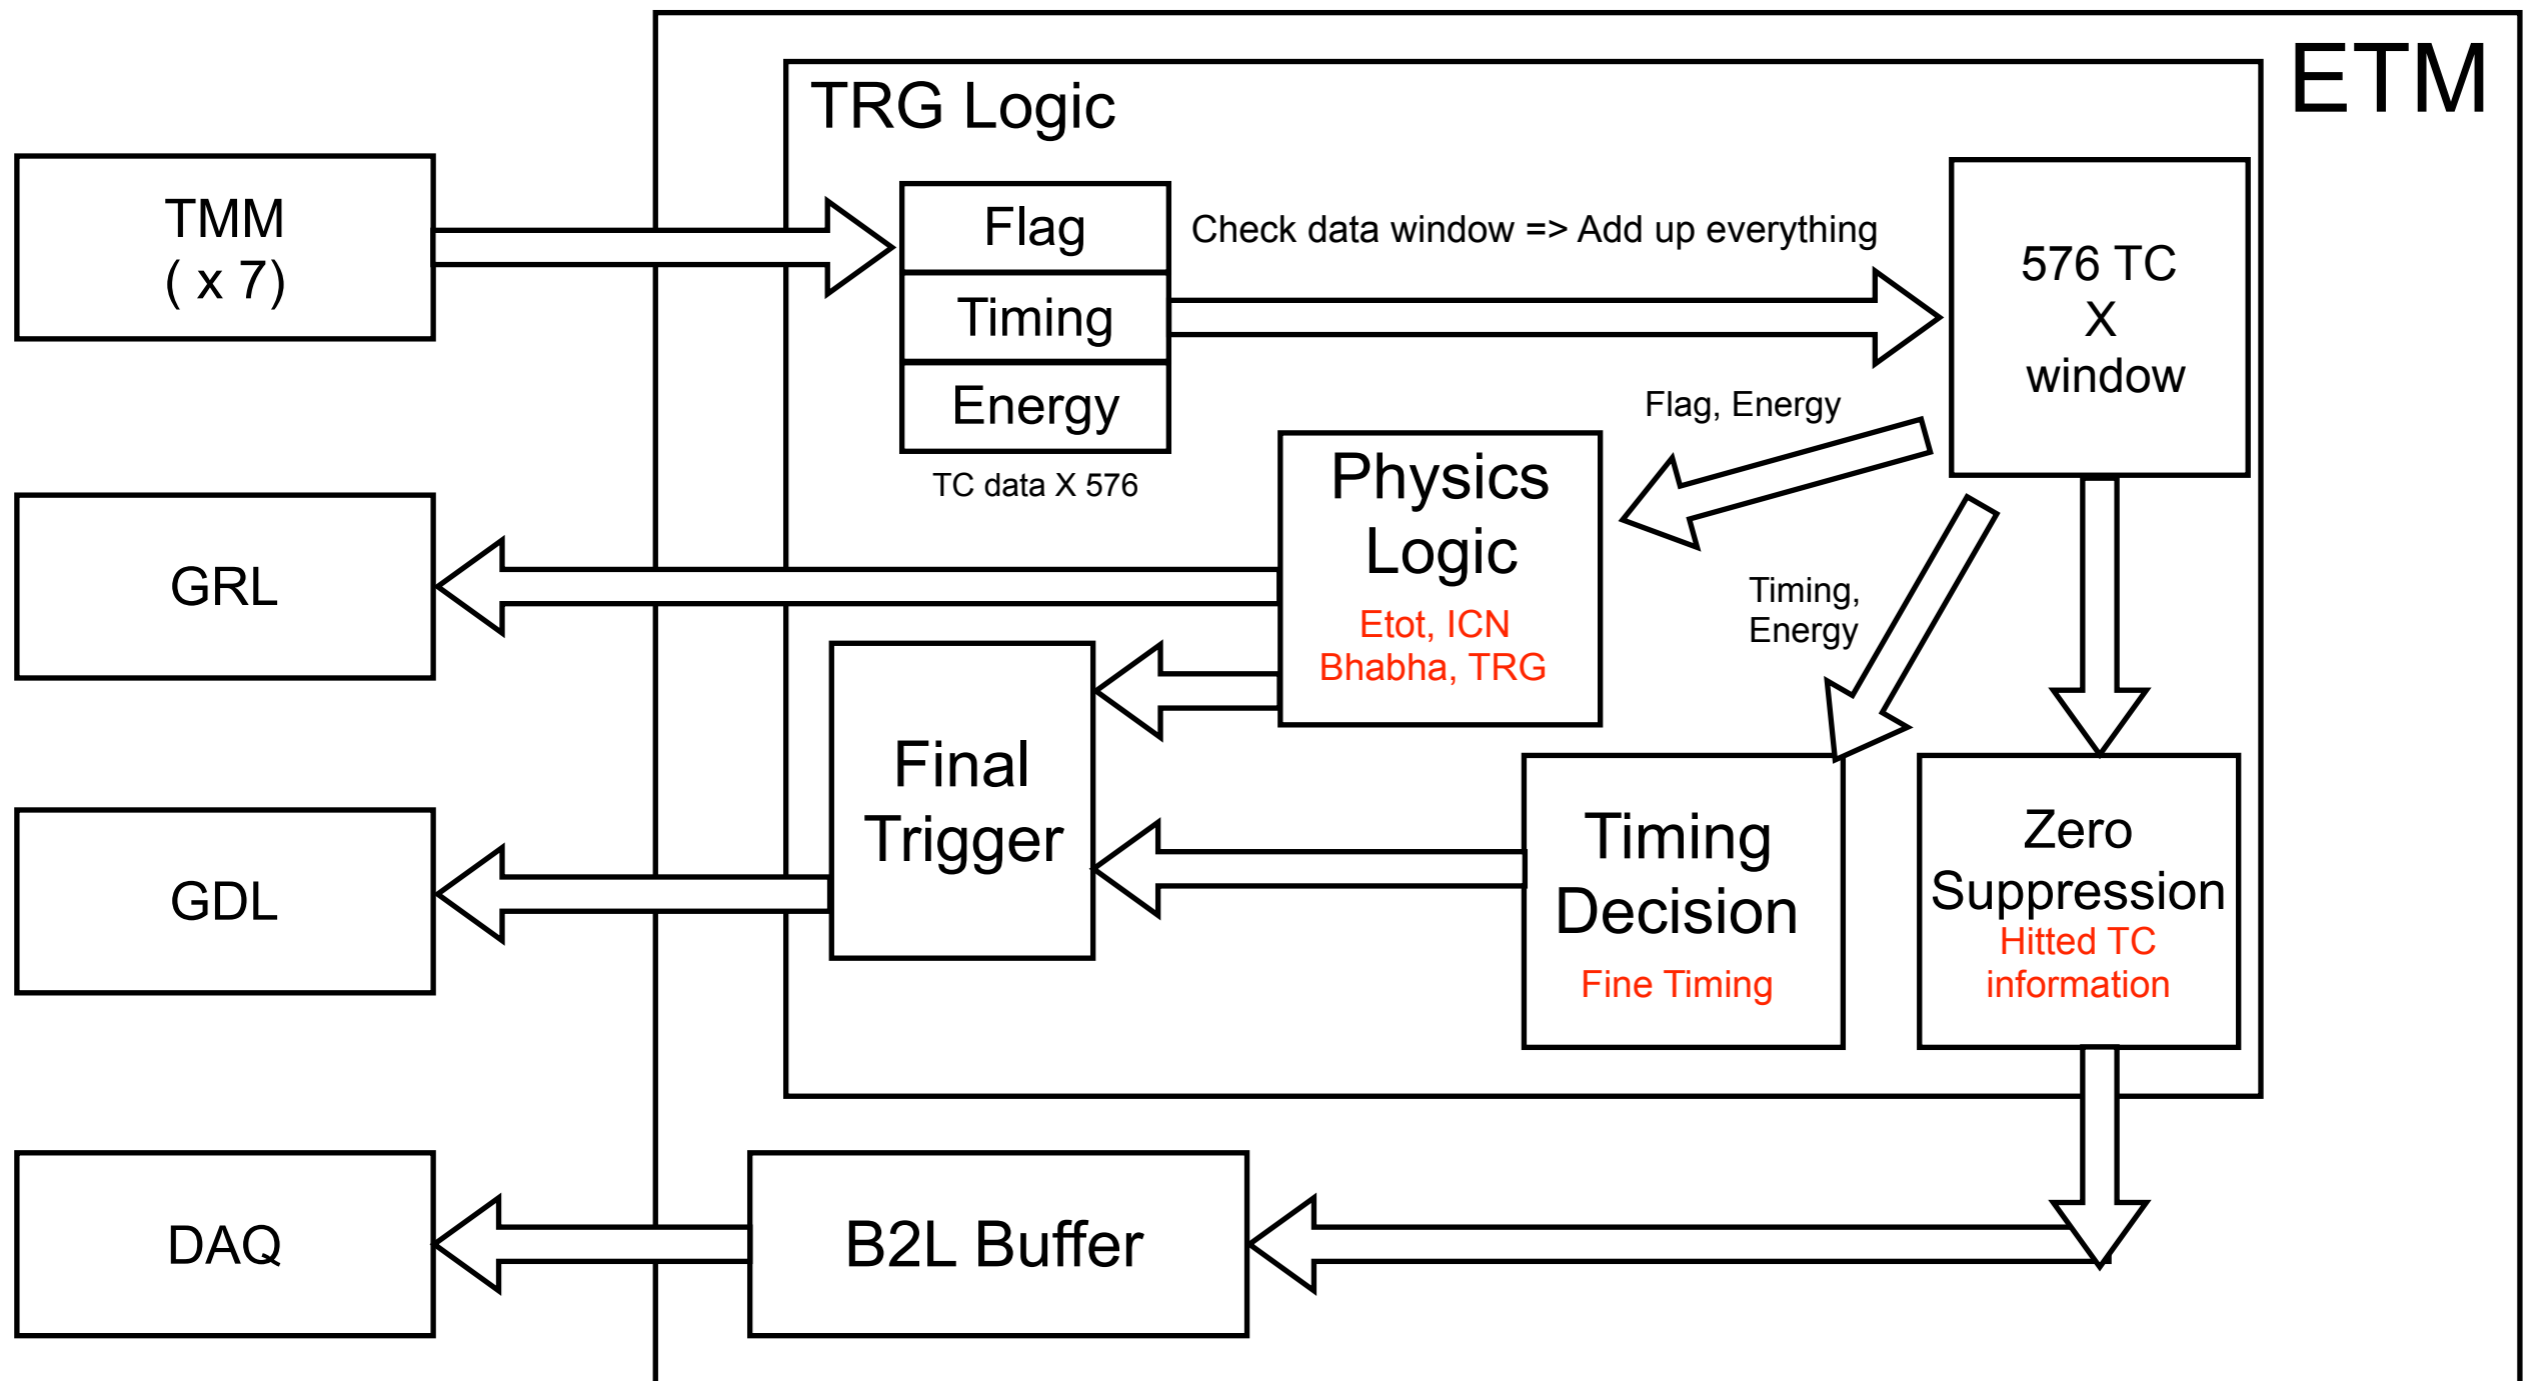 ETM
TRG Logic
TMM
( x 7)
Flag
Timing
Energy
TC data X 576
Check data window => Add up everything
576 TC
X
window
Flag, Energy
Timing,
Energy
Physics
Logic
Etot, ICN
Bhabha, TRG
GRL
Final
Trigger
Timing
Decision
Fine Timing
Zero
Suppression
Hitted TC
information
GDL
DAQ
B2L Buffer